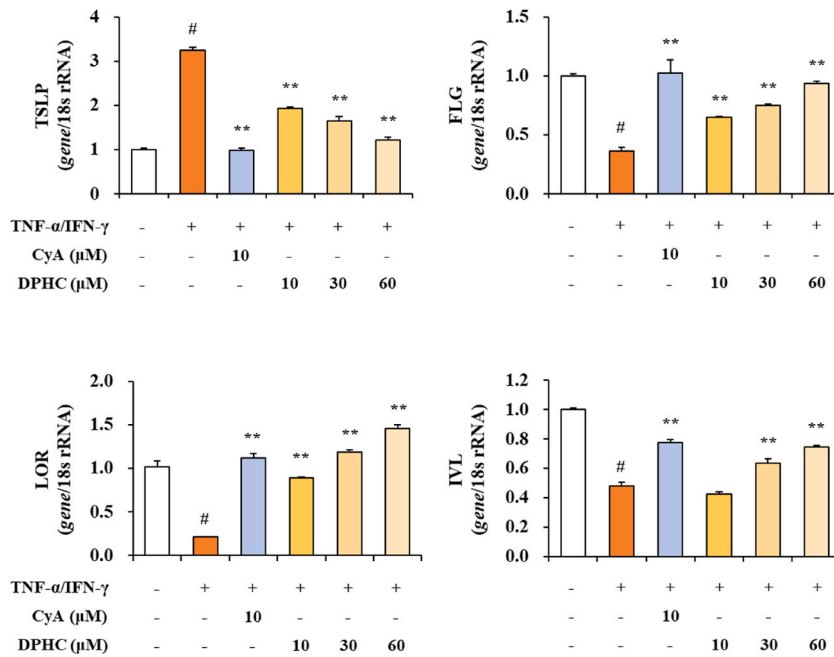 TSLP
(gene/18s rRNA)
4
3
2
1
0
#
**
**
**
**
TNF-α/IFN-γ - + + + + +
CyA (μM) - - 10 - - -
DPHC (μM) - - - 10 30 60
FLG
(gene/18s rRNA)
1.5
1.0
0.5
0.0
#
**
**
**
**
TNF-α/IFN-γ - + + + + +
- - 10 - - -
- - - 10 30 60
LOR
(gene/18s rRNA)
2.0
1.5
1.0
0.5
0.0
#
**
**
**
**
TNF-α/IFN-γ - + + + + +
CyA (μM) - - 10 - - -
DPHC (μM) - - - 10 30 60
IVL
(gene/18s rRNA)
1.2
1.0
0.8
0.6
0.4
0.2
0.0
#
**
**
**
- + + + + +
- - 10 - - -
- - - 10 30 60